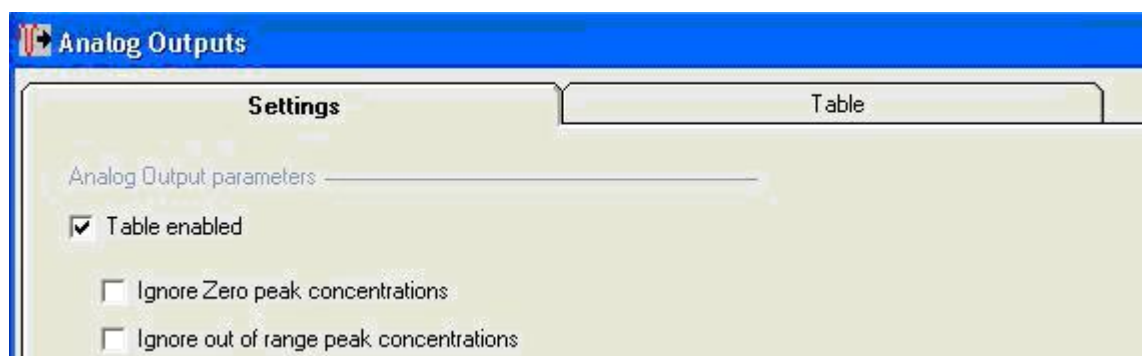 Analog Outputs
Settings
Table
Analog Output parameters
Table enabled
Ignore Zero peak concentrations
Ignore out of range peak concentrations